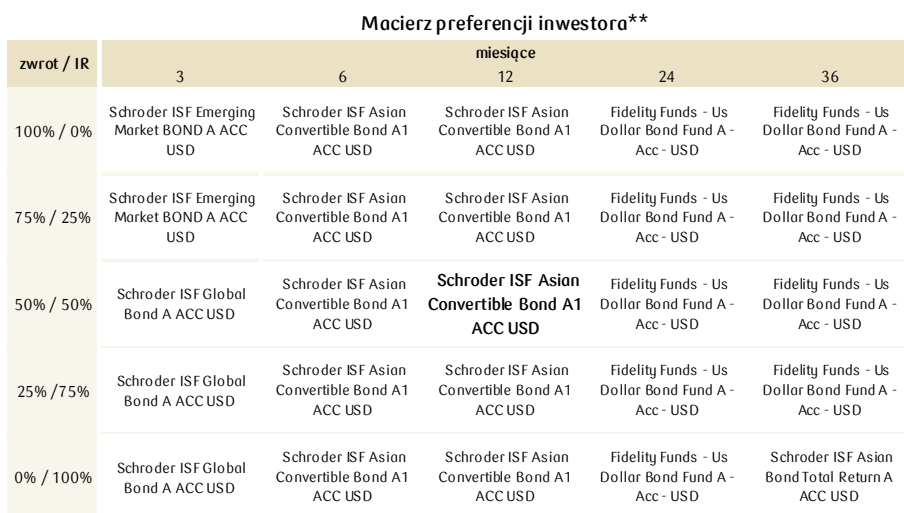 Macierz preferencji inwestora**
zwrot / IR
miesiące
3 6 12 24 36
100% / 0%
Schroder ISF Emerging
Market BOND A ACC
USD
Schroder ISF Asian
Convertible Bond A1
ACC USD
Schroder ISF Asian
Convertible Bond A1
ACC USD
Fidelity Funds - Us
Dollar Bond Fund A -
Acc - USD
Fidelity Funds - Us
Dollar Bond Fund A -
Acc - USD
75% / 25%
Schroder ISF Emerging
Market BOND A ACC
USD
Schroder ISF Asian
Convertible Bond A1
ACC USD
Schroder ISF Asian
Convertible Bond A1
ACC USD
Fidelity Funds - Us
Dollar Bond Fund A -
Acc - USD
Fidelity Funds - Us
Dollar Bond Fund A -
Acc - USD
50% / 50%
Schroder ISF Global
Bond A ACC USD
Schroder ISF Asian
Convertible Bond A1
ACC USD
Schroder ISF Asian
Convertible Bond A1
ACC USD
Fidelity Funds - Us
Dollar Bond Fund A -
Acc - USD
Fidelity Funds - Us
Dollar Bond Fund A -
Acc - USD
25% /75%
Schroder ISF Global
Bond A ACC USD
Schroder ISF Asian
Convertible Bond A1
ACC USD
Schroder ISF Asian
Convertible Bond A1
ACC USD
Fidelity Funds - Us
Dollar Bond Fund A -
Acc - USD
Fidelity Funds - Us
Dollar Bond Fund A -
Acc - USD
0% / 100%
Schroder ISF Global
Bond A ACC USD
Schroder ISF Asian
Convertible Bond A1
ACC USD
Schroder ISF Asian
Convertible Bond A1
ACC USD
Fidelity Funds - Us
Dollar Bond Fund A -
Acc - USD
Schroder ISF Asian
Bond Total Return A
ACC USD